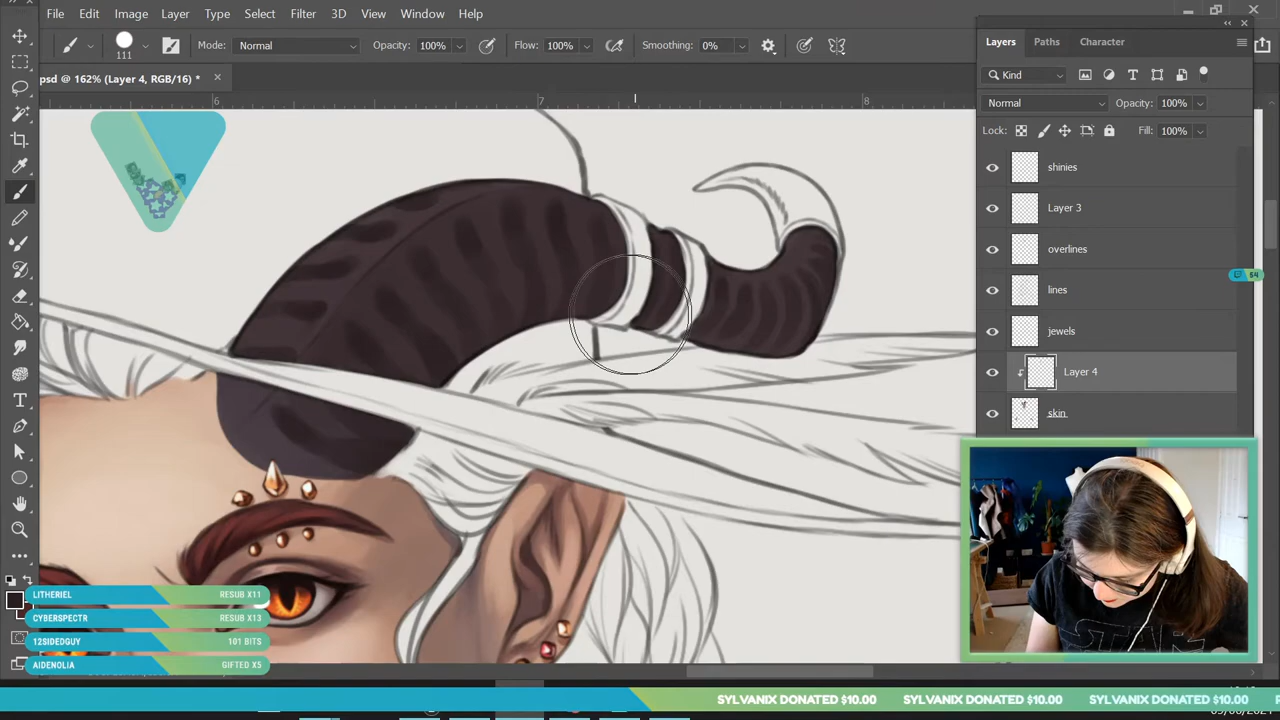 File Edit Image Layer Type Select Filter 3D View Window Help
111 Mode: Normal Opacity: 100% Flow: 100% Smoothing: 0%
psd @ 162% (Layer 4, RGB/16) * ×
6 7 8
Layers Paths Character
Kind
Normal Opacity: 100%
Lock: Fill: 100%
shinies
Layer 3
overlines
54
lines
jewels
Layer 4
skin
STAR
LITHERIEL RESUB X11
CYBERSPECTR RESUB X13
12SIDEDGUY 101 BITS
AIDENOLIA GIFTED X5
SYLVANIX DONATED $10.00 SYLVANIX DONATED $10.00 SYLVANIX DONATED $10.00